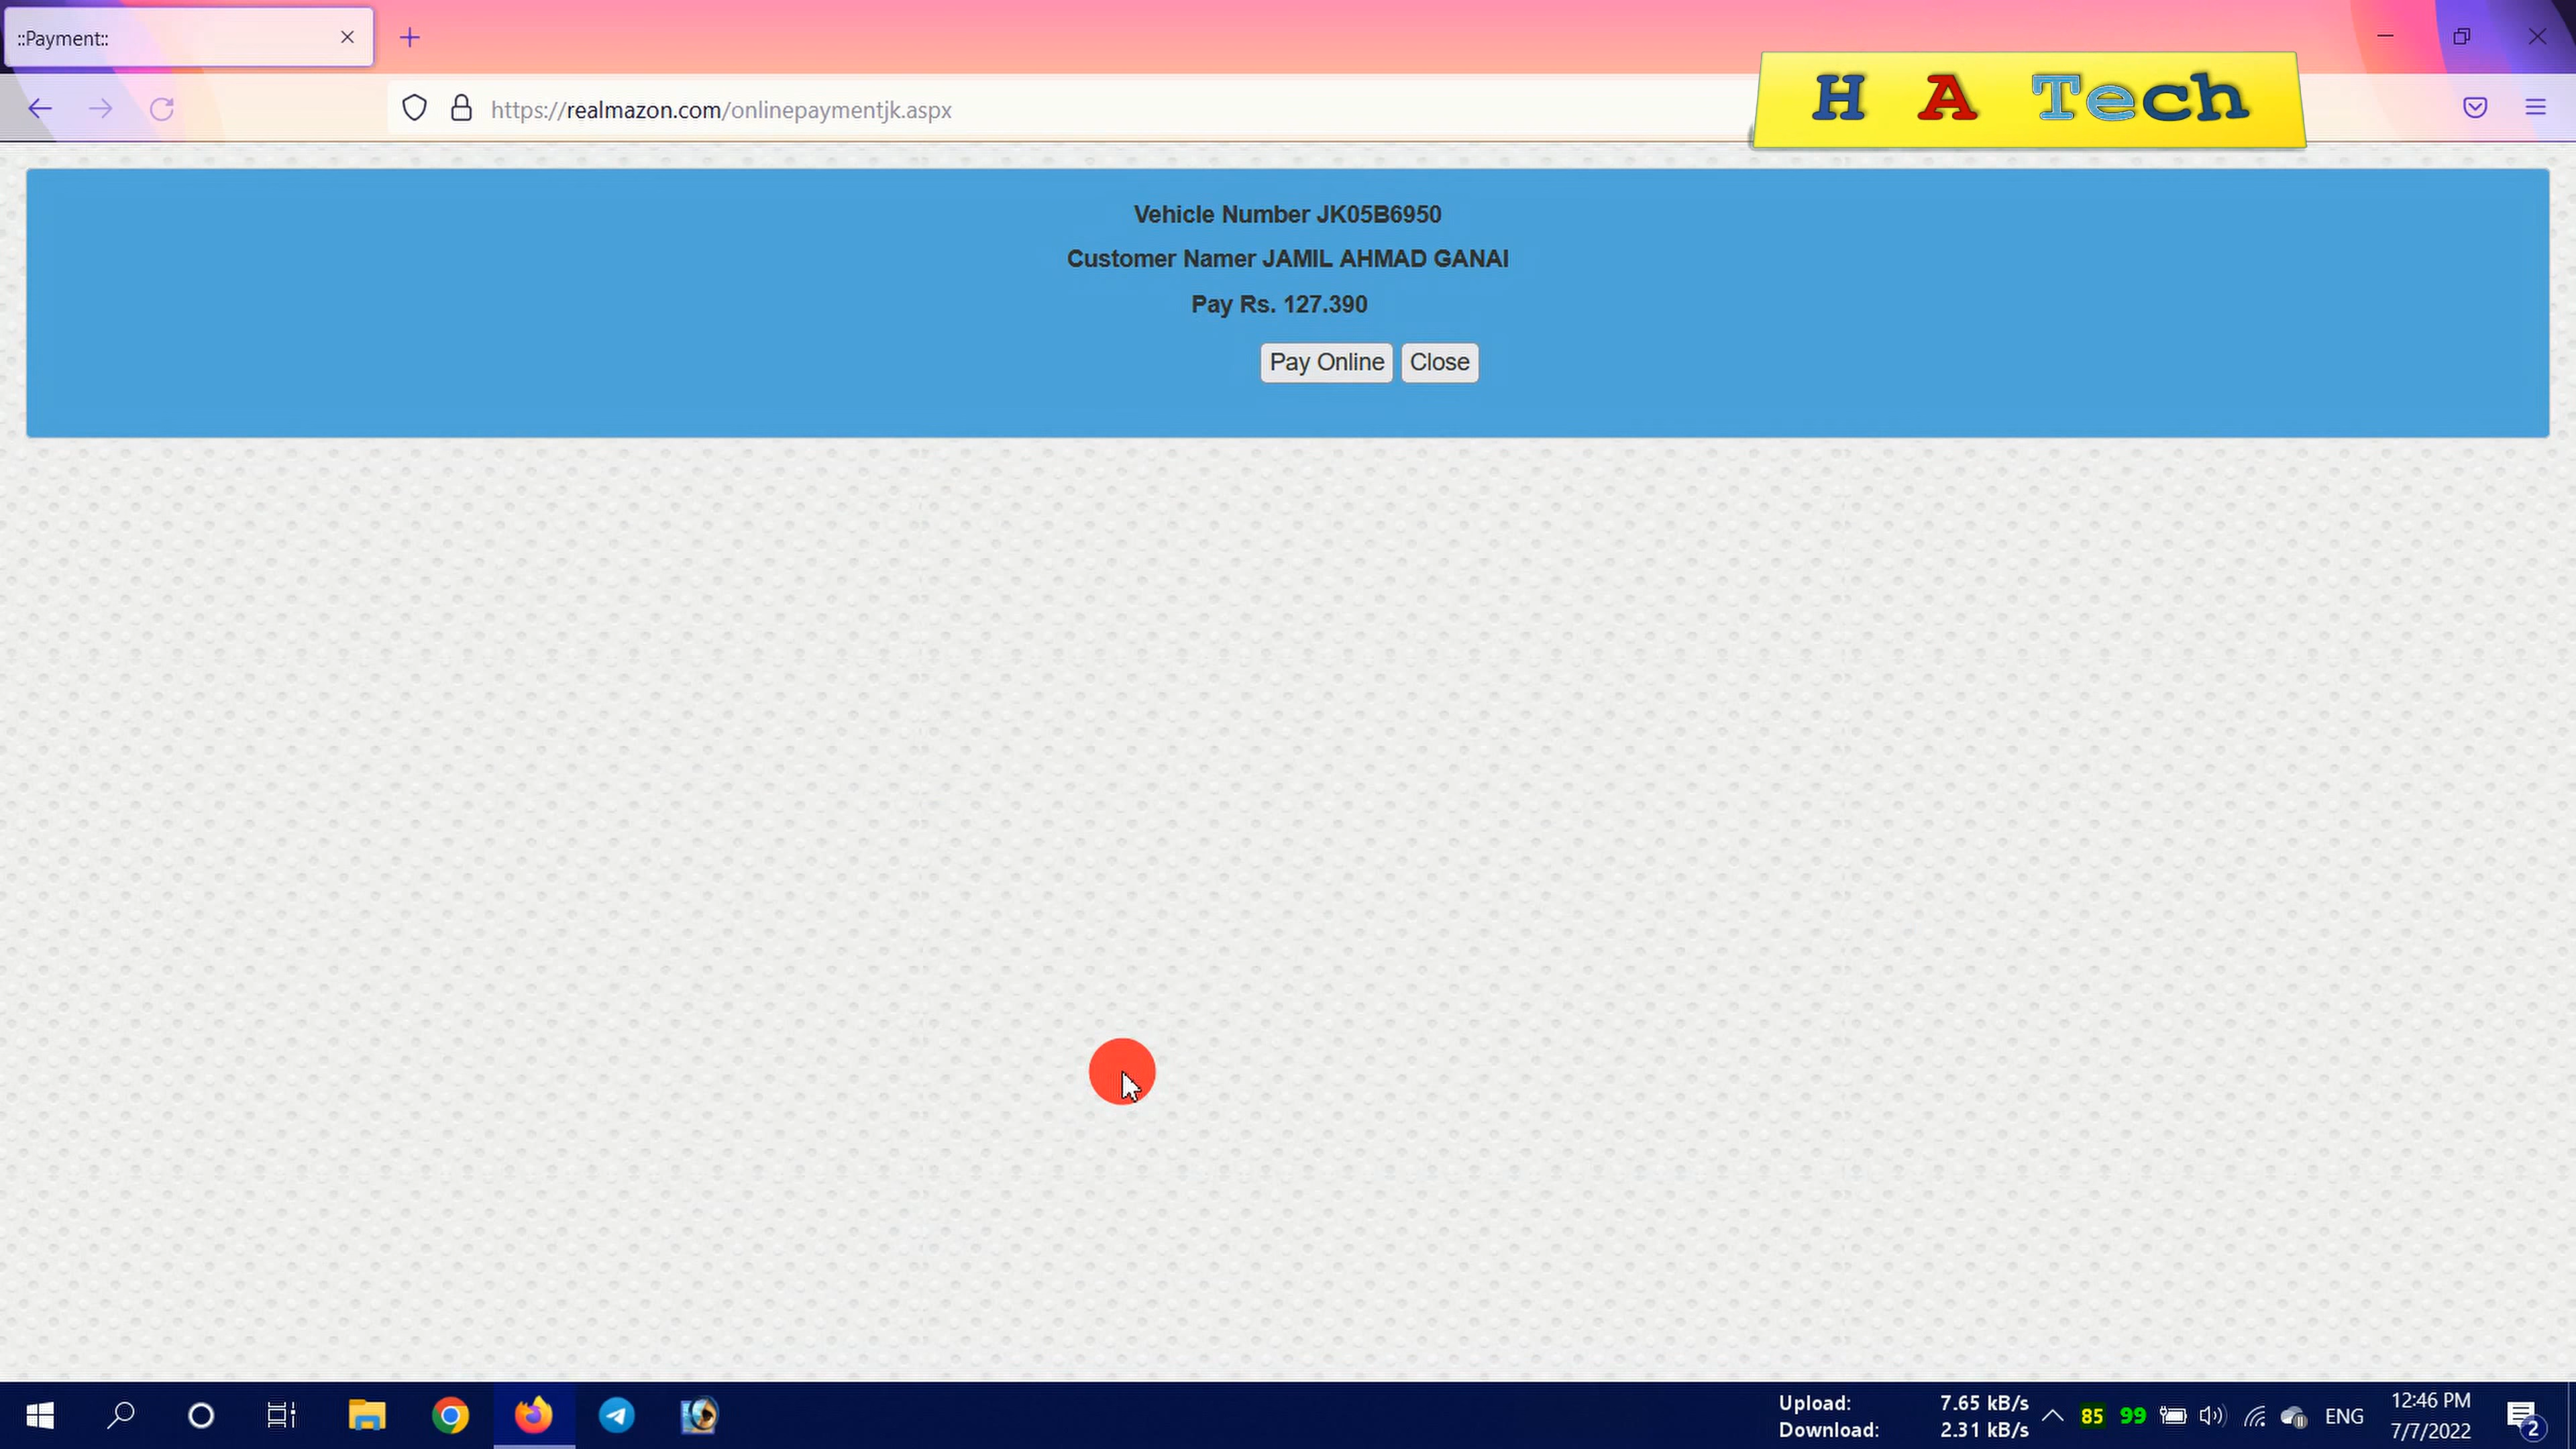 ::Payment::
https://realmazon.com/onlinepaymentjk.aspx
H A Tech
Vehicle Number JK05B6950
Customer Namer JAMIL AHMAD GANAI
Pay Rs. 127.390
Pay Online Close
Upload: 7.65 kB/s
Download: 2.31 kB/s
85 99 ENG
12:46 PM
7/7/2022
2